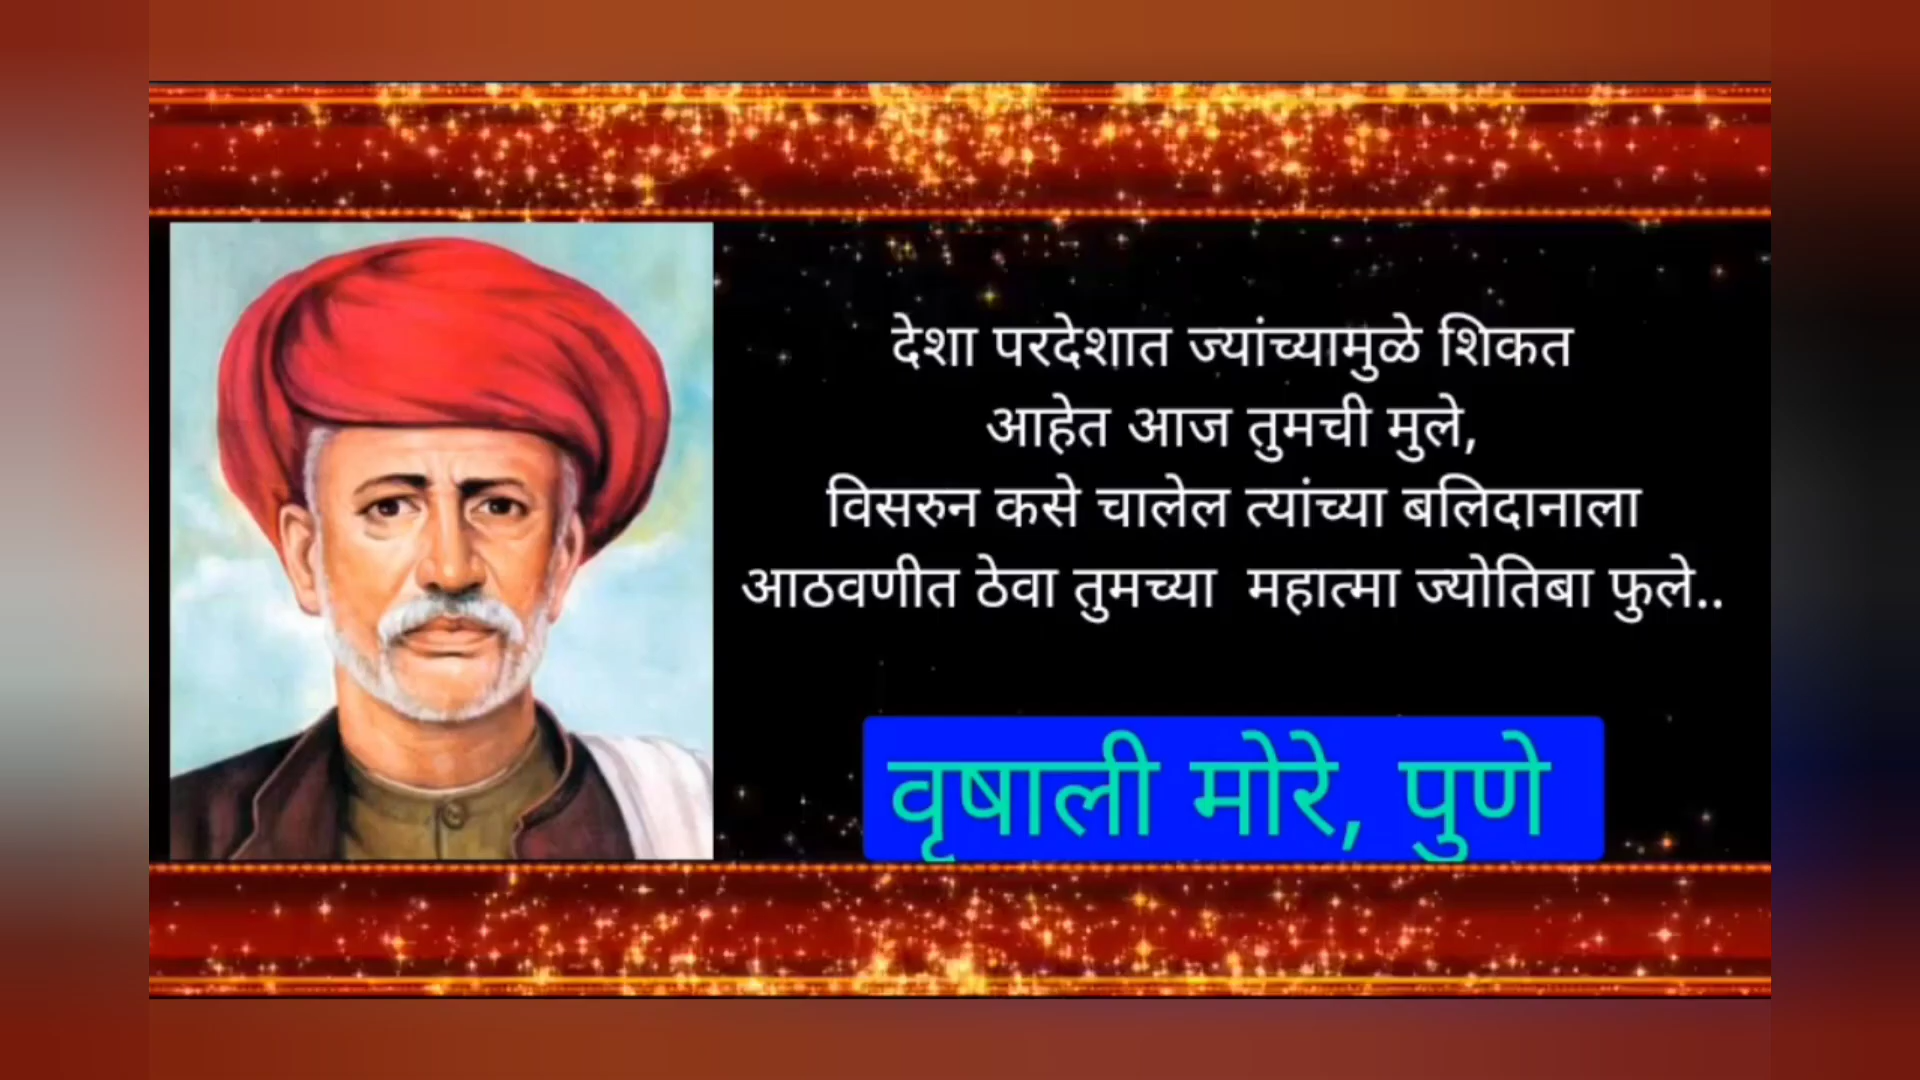 देशा परदेशात ज्यांच्यामुळे शिकत
आहेत आज तुमची मुले,
विसरुन कसे चालेल त्यांच्या बलिदानाला
आठवणीत ठेवा तुमच्या महात्मा ज्योतिबा फुले..
वृषाली मोरे, पुणे